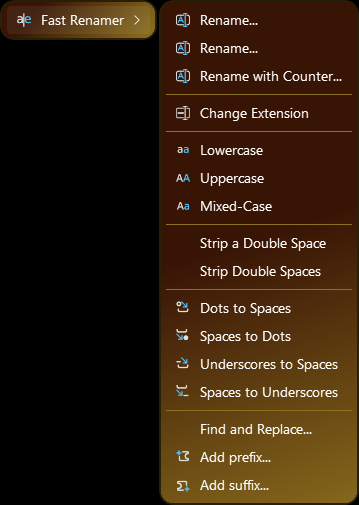 Fast Renamer
Rename...
Rename...
Rename with Counter...
Change Extension
aa Lowercase
AA Uppercase
Aa Mixed-Case
Strip a Double Space
Strip Double Spaces
Dots to Spaces
Spaces to Dots
Underscores to Spaces
Spaces to Underscores
Find and Replace...
Add prefix...
Add suffix...